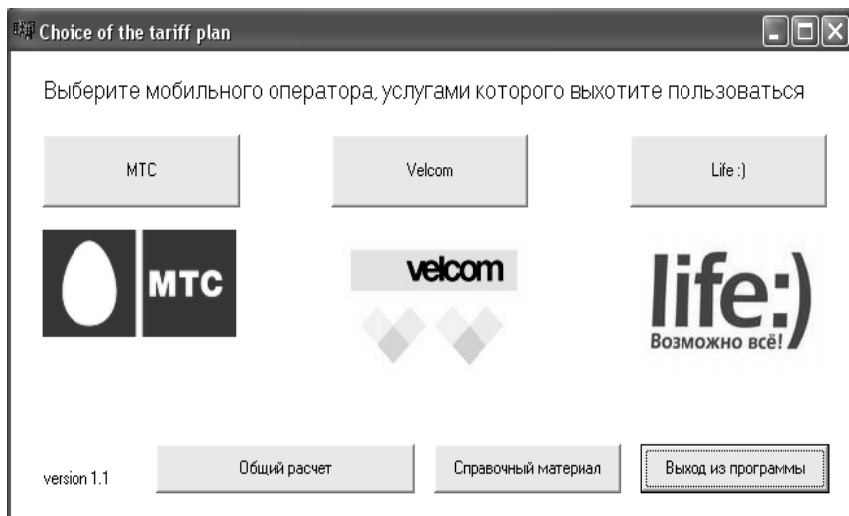 Choice of the tariff plan
Выберите мобильного оператора, услугами которого выхотите пользоваться
МТС
Velcom
Life :)
МТС
velcom
life:)
Возможно всё!
version 1.1
Общий расчет
Справочный материал
Выход из программы